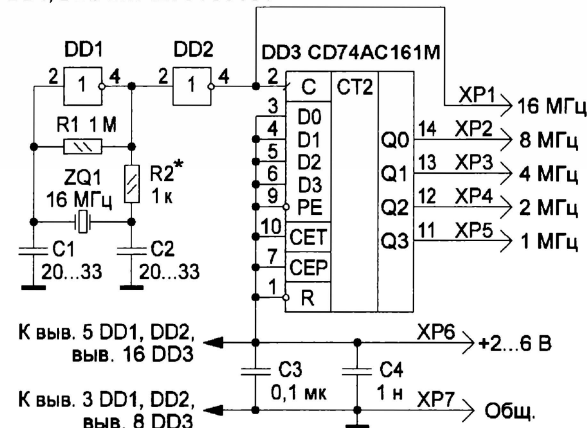 DD1
DD2
DD3 CD74AC161M
2
1
4
2
1
4
2
C
CT2
3
D0
4
D1
5
D2
6
D3
9
PE
10
CET
7
CEP
1
R
Q0
14
XP2
8 МГц
Q1
13
XP3
4 МГц
Q2
12
XP4
2 МГц
Q3
11
XP5
1 МГц
XP1
16 МГц
R1 1 М
ZQ1
16 МГц
R2*
1 к
C1
20...33
C2
20...33
К выв. 5 DD1, DD2,
выв. 16 DD3
XP6
+2...6 В
C3
0,1 мк
C4
1 н
К выв. 3 DD1, DD2,
выв. 8 DD3
XP7
Общ.